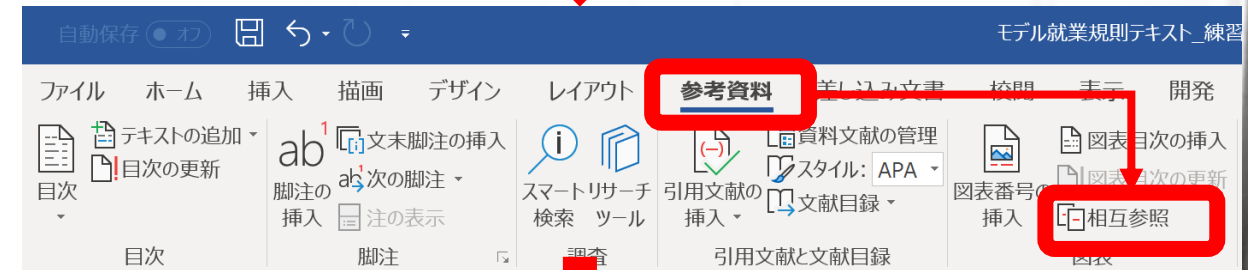 自動保存 オフ
モデル就業規則テキスト_練習
ファイル ホーム 挿入 描画 デザイン レイアウト 参考資料 差し込み文書 校閲 表示 開発
目次
テキストの追加
目次の更新
目次
ab1
脚注の
挿入
文末脚注の挿入
ab 次の脚注
注の表示
脚注
スマート
検索
リサーチ
ツール
調査
引用文献の
挿入
資料文献の管理
スタイル: APA
文献目録
引用文献と文献目録
図表番号の
挿入
図表目次の挿入
図表目次の更新
相互参照
図表